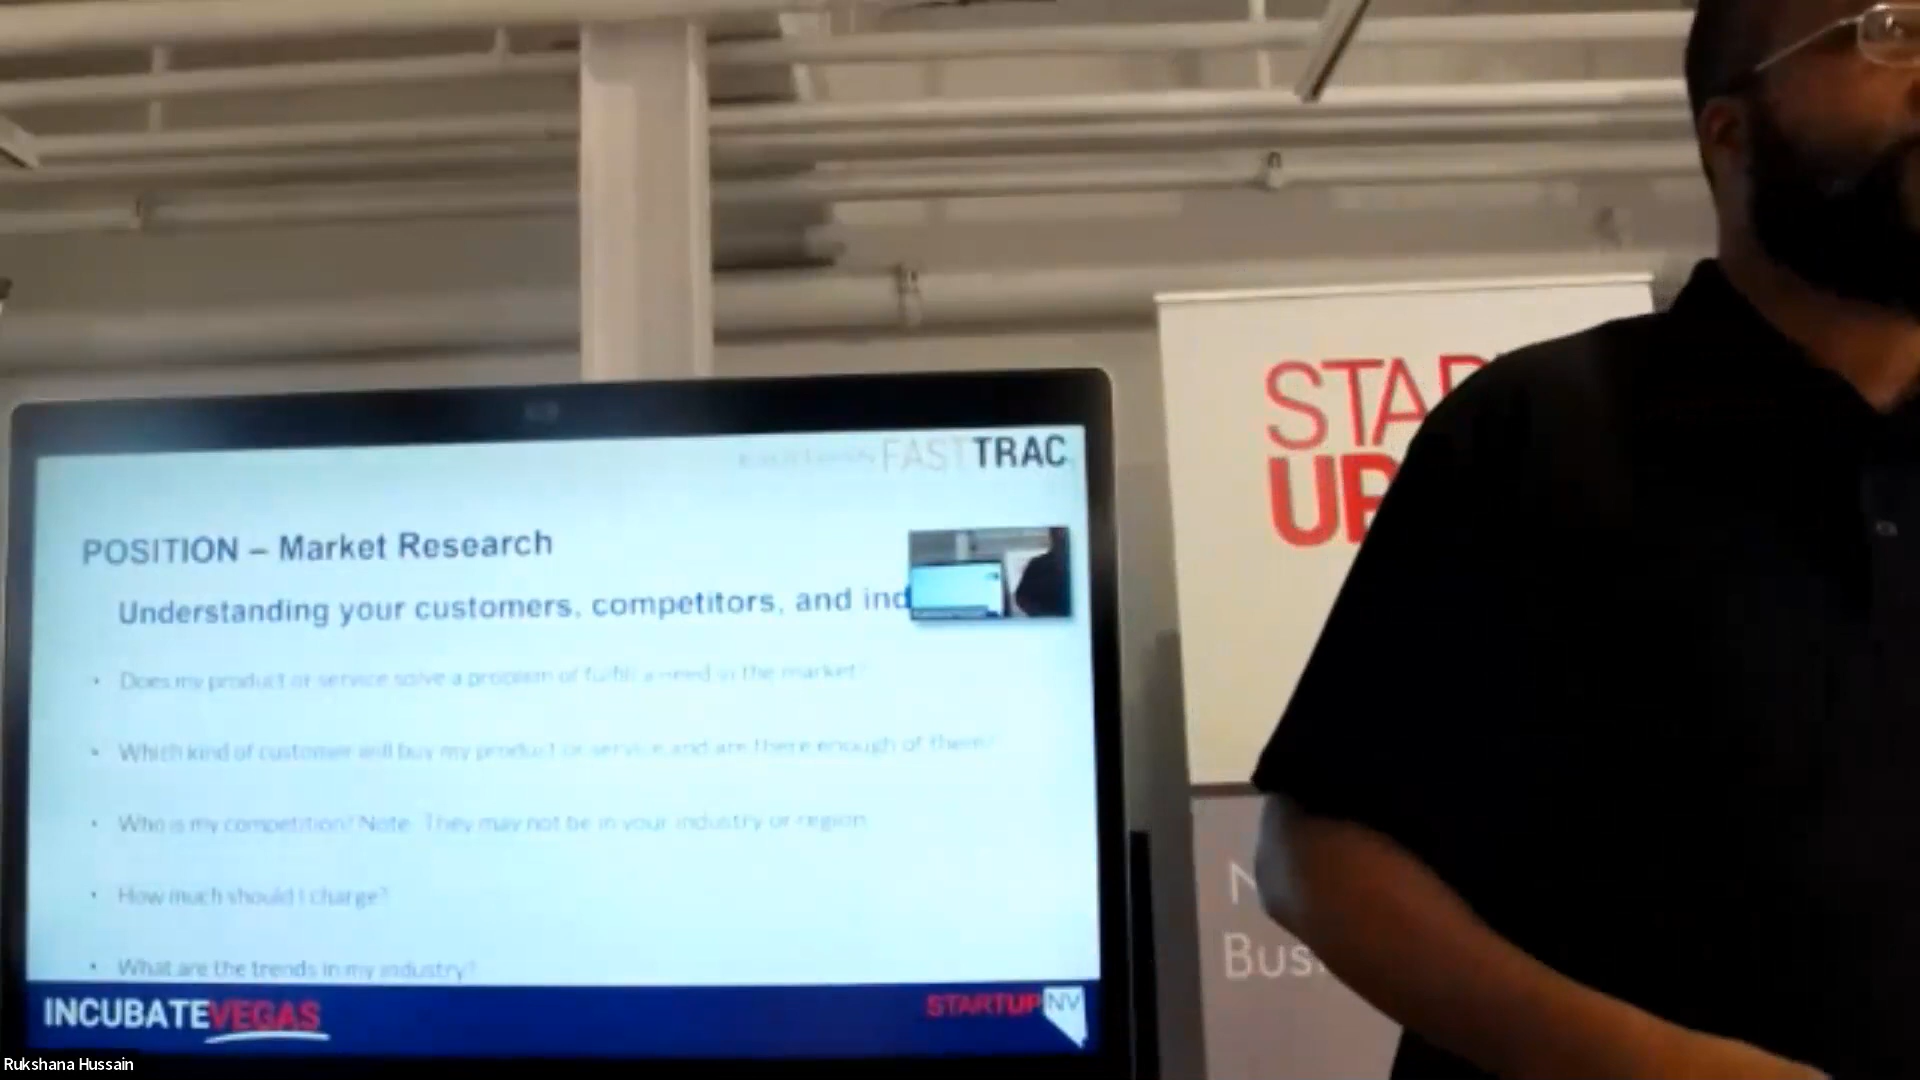 FASTTRAC
POSITION – Market Research
Understanding your customers, competitors, and ind
• Does my product or service solve a problem or fulfill a need in the market?
• Which kind of customer will buy my product or service and are there enough of them?
• Who is my competition? Note: They may not be in your industry or region
• How much should I charge?
• What are the trends in my industry?
INCUBATEVEGAS
STARTUPNV
STAR
UP
N
Busi
Rukshana Hussain